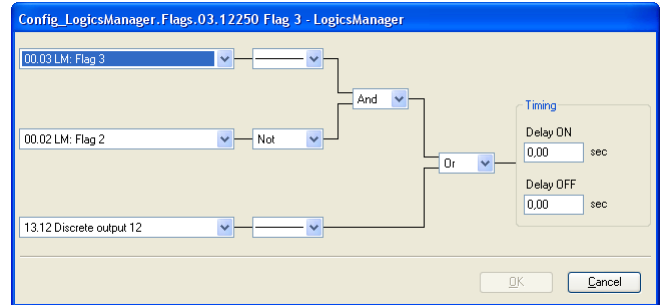 Config_LogicsManager.Flags.03.12250 Flag 3 - LogicsManager
00.03 LM: Flag 3
And
Timing
Delay ON
00.02 LM: Flag 2
Not
0,00 sec
Or
Delay OFF
0,00 sec
13.12 Discrete output 12
OK
Cancel